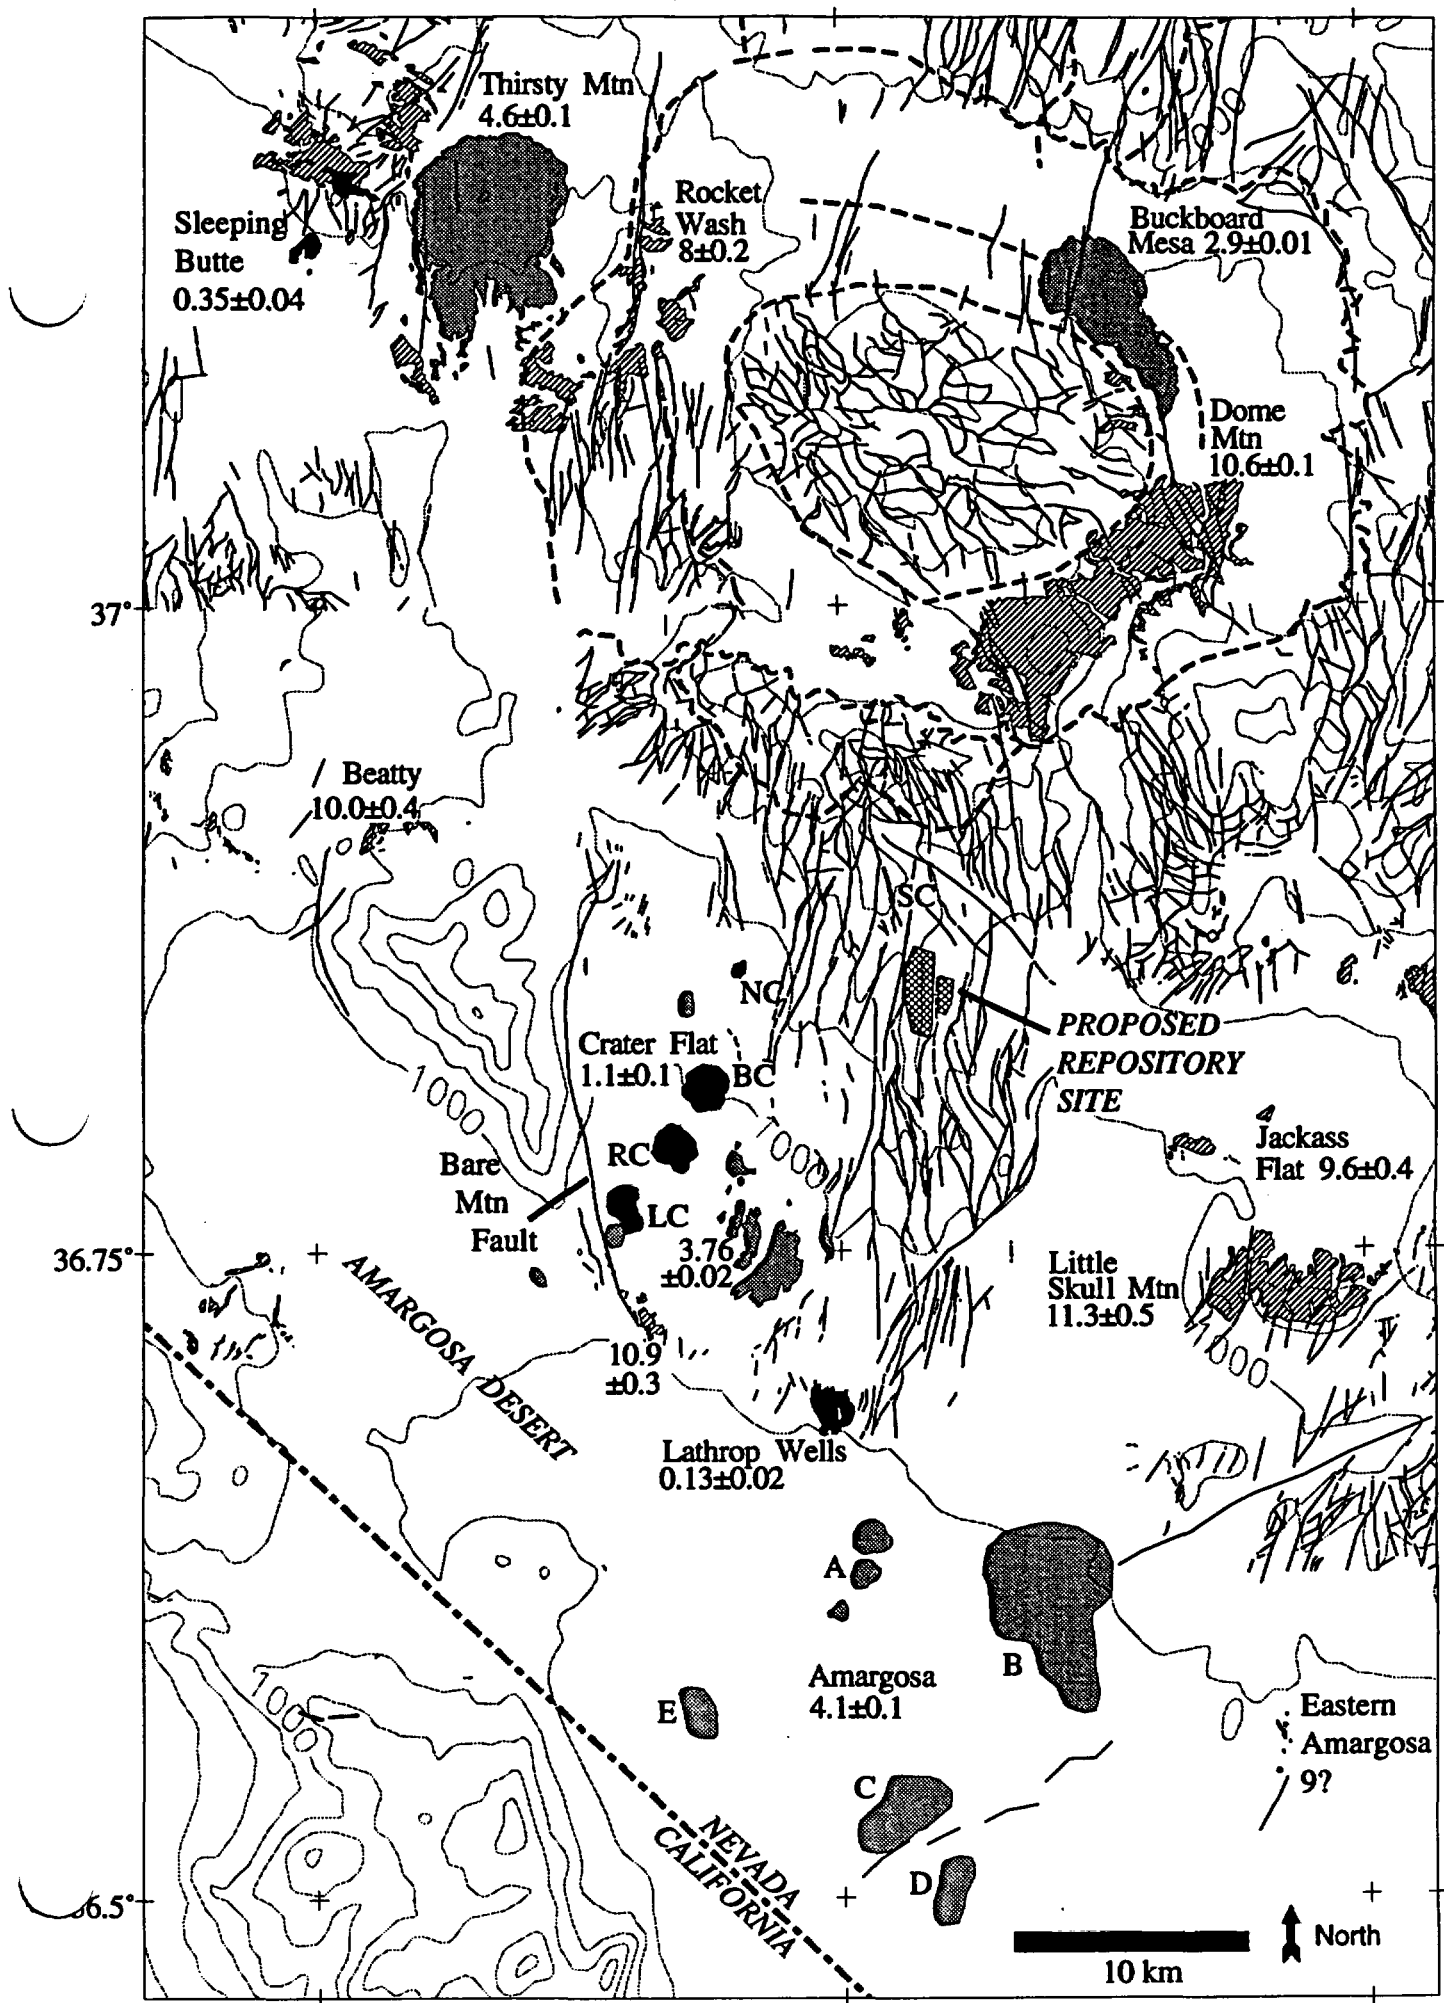 Thirsty Mtn
4.6±0.1
Rocket
Wash
8±0.2
Sleeping
Butte
0.35±0.04
Buckboard
Mesa 2.9±0.01
Dome
Mtn
10.6±0.1
37°
Beatty
10.0±0.4
SC
NC
PROPOSED
REPOSITORY
SITE
Crater Flat
1.1±0.1
BC
1000
1000
RC
Bare
Mtn
Fault
LC
Jackass
Flat 9.6±0.4
3.76
±0.02
36.75°
Little
Skull Mtn
11.3±0.5
AMARGOSA DESERT
10.9
±0.3
Lathrop Wells
0.13±0.02
A
B
Amargosa
4.1±0.1
E
1000
Eastern
Amargosa
9?
C
D
NEVADA
CALIFORNIA
6.5°
North
10 km